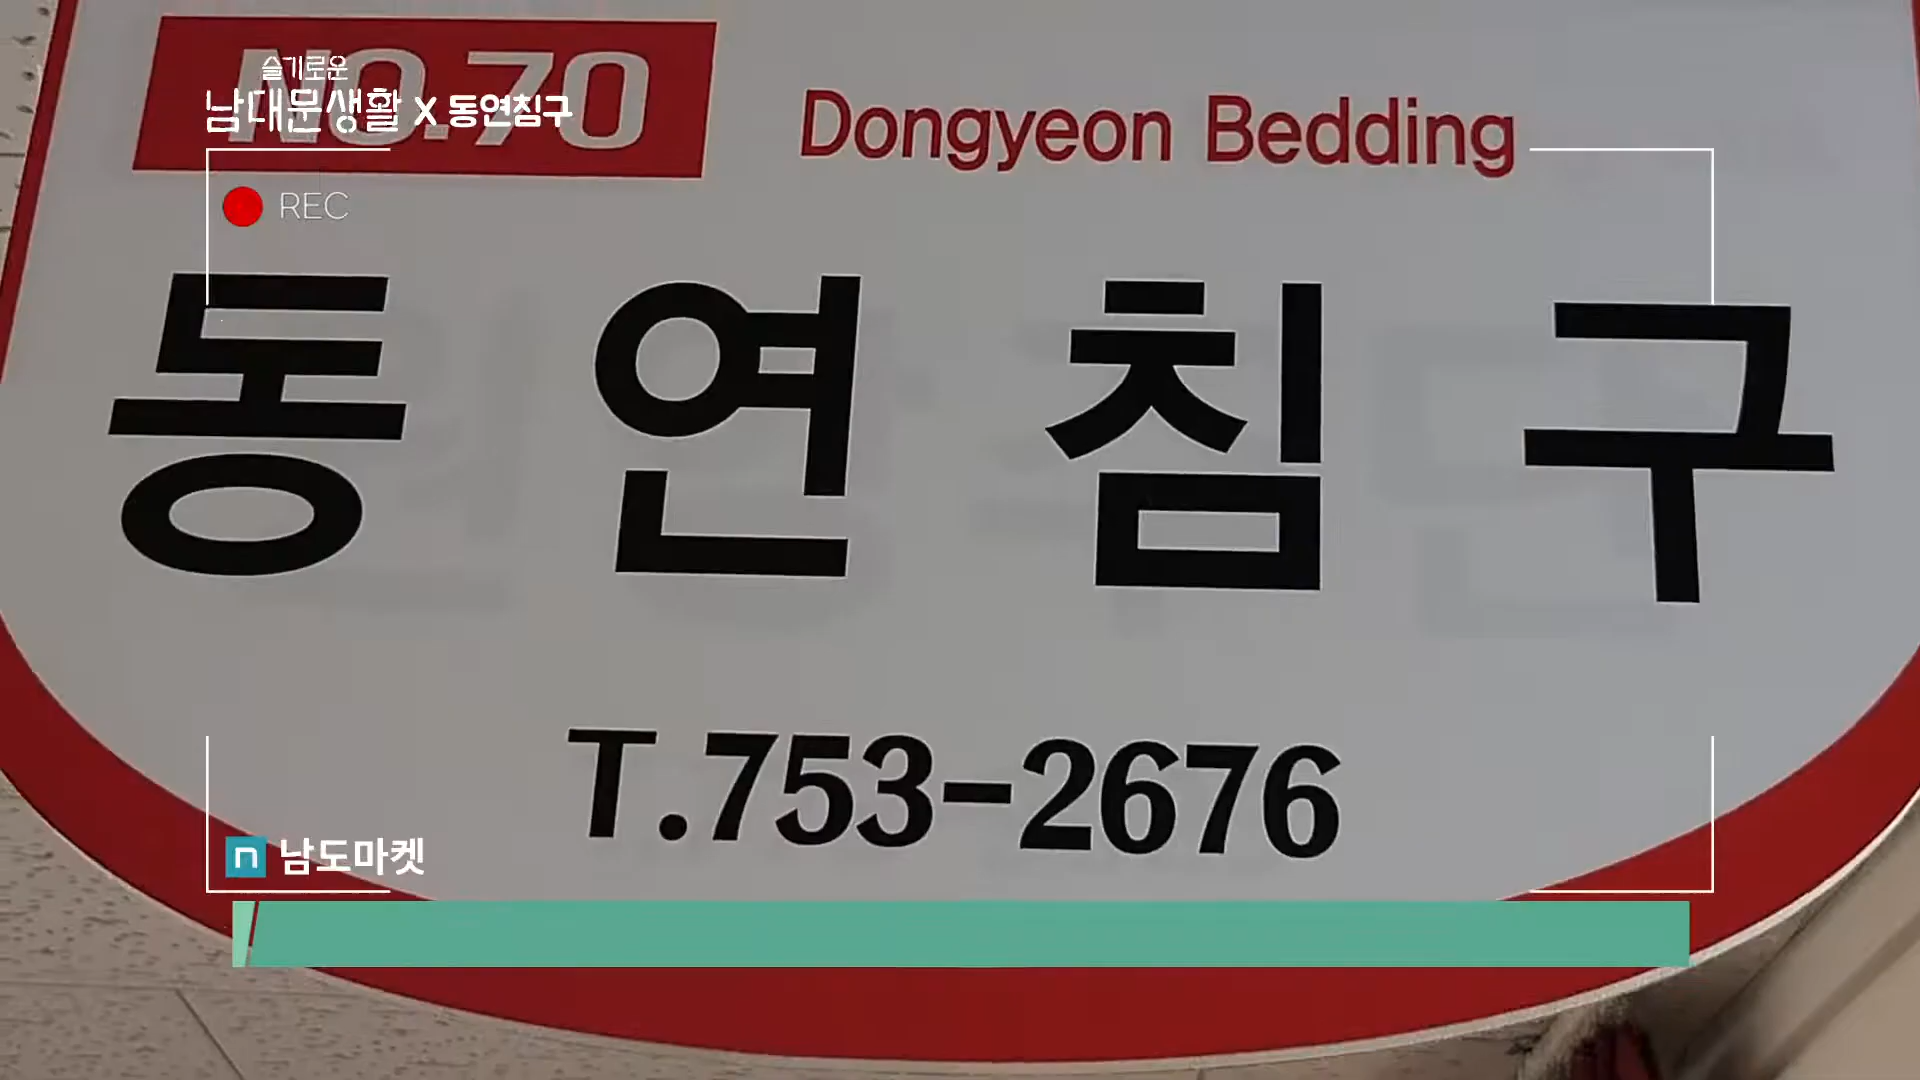 슬기로운
남대문생활 X 동연침구
NO.70
Dongyeon Bedding
REC
동연침구
T.753-2676
n 남도마켓